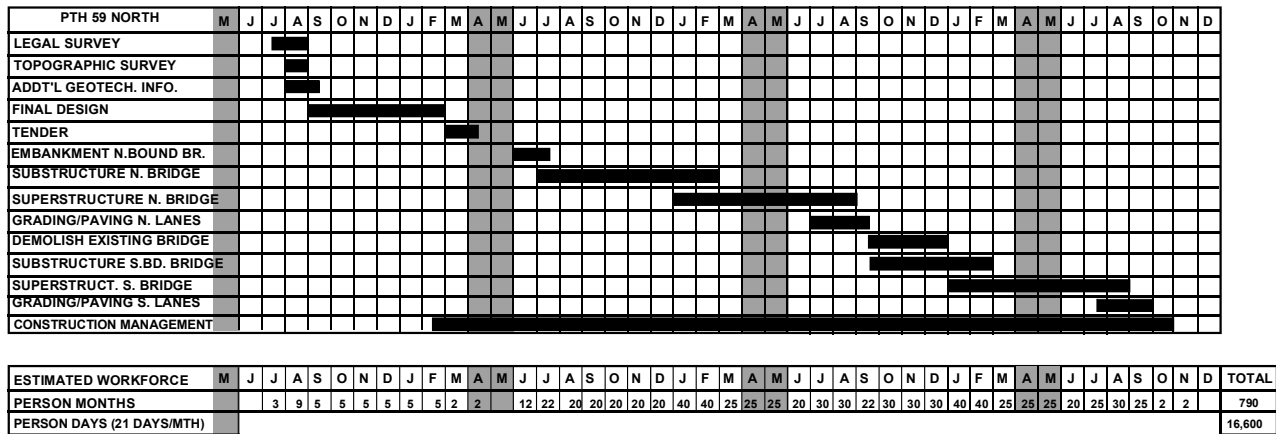 PTH 59 NORTH M J J A S O N D J F M A M J J A S O N D J F M A M J J A S O N D J F M A M J J A S O N D
LEGAL SURVEY
TOPOGRAPHIC SURVEY
ADDT'L GEOTECH. INFO.
FINAL DESIGN
TENDER
EMBANKMENT N.BOUND BR.
SUBSTRUCTURE N. BRIDGE
SUPERSTRUCTURE N. BRIDGE
GRADING/PAVING N. LANES
DEMOLISH EXISTING BRIDGE
SUBSTRUCTURE S.BD. BRIDGE
SUPERSTRUCT. S. BRIDGE
GRADING/PAVING S. LANES
CONSTRUCTION MANAGEMENT
ESTIMATED WORKFORCE M J J A S O N D J F M A M J J A S O N D J F M A M J J A S O N D J F M A M J J A S O N D TOTAL
PERSON MONTHS 3 9 5 5 5 5 5 5 2 2 12 22 20 20 20 20 20 40 40 25 25 25 20 30 30 22 30 30 30 40 40 25 25 25 20 25 30 25 2 2 790
PERSON DAYS (21 DAYS/MTH) 16,600